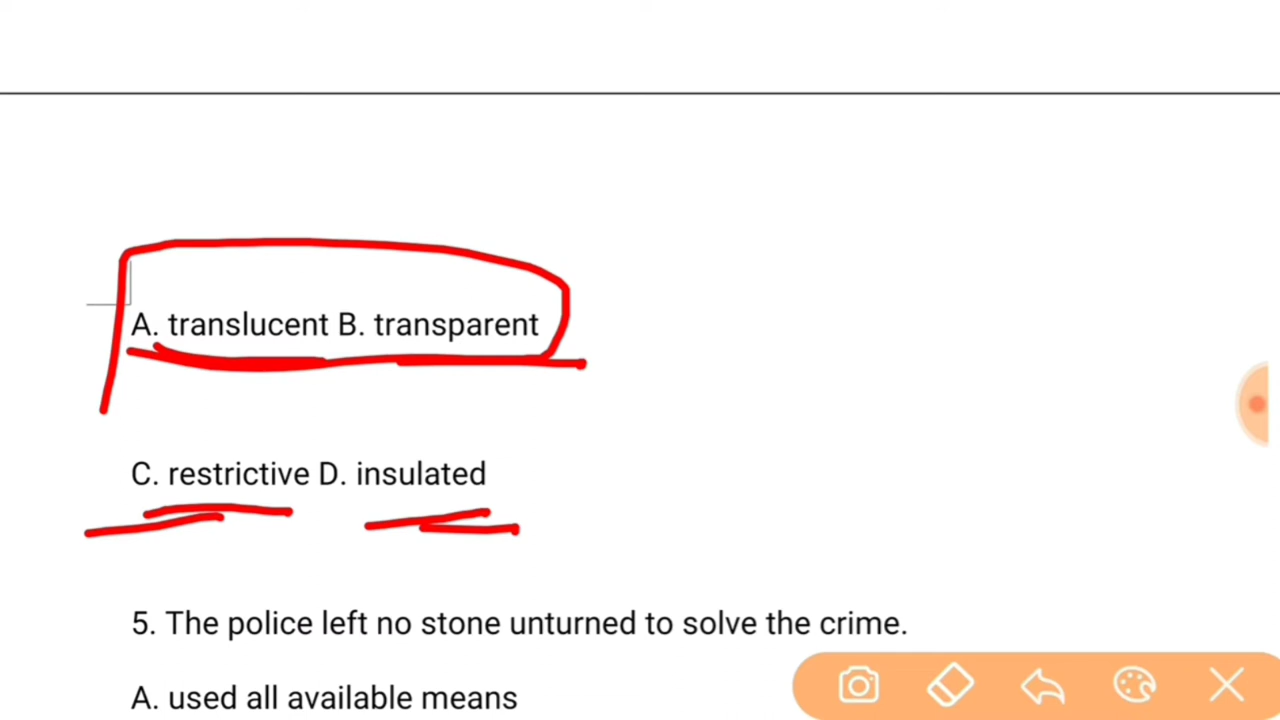 A. translucent B. transparent
C. restrictive D. insulated
5. The police left no stone unturned to solve the crime.
A. used all available means